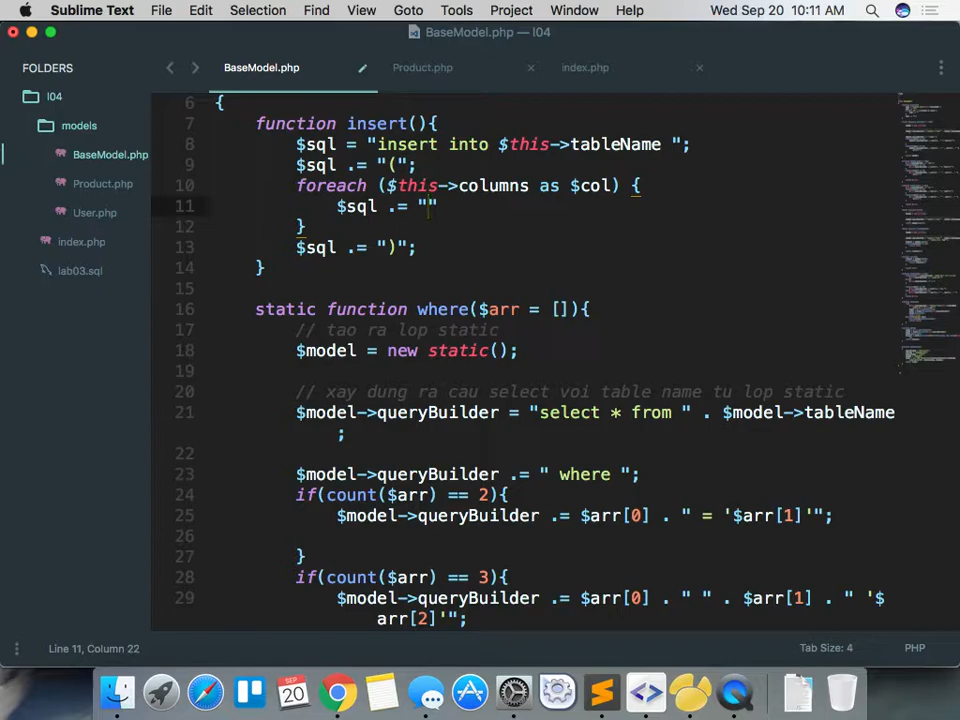 Sublime Text File Edit Selection Find Goto Tools Project Window Help Wed Sep 20 10:11 AM
BaseModel.php — l04
FOLDERS
l04
models
BaseModel.php
Product.php
User.php
index.php
lab03.sql
BaseModel.php Product.php index.php
6 {
7 function insert(){
8 $sql = "insert into $this->tableName ";
9 $sql .= "(";
10 foreach ($this->columns as $col) {
11 $sql .= ""
12 }
13 $sql .= ")";
14 }
15
16 static function where($arr = []){
17 // tao ra lop static
18 $model = new static();
19
20 // xay dung ra cau select voi table name tu lop static
21 $model->queryBuilder = "select * from " . $model->tableName
;
22
23 $model->queryBuilder .= " where ";
24 if(count($arr) == 2){
25 $model->queryBuilder .= $arr[0] . " = '$arr[1]'";
26
27 }
28 if(count($arr) == 3){
29 $model->queryBuilder .= $arr[0] . " " . $arr[1] . " '$
arr[2]'";
Line 11, Column 22 Tab Size: 4 PHP
SEP
20